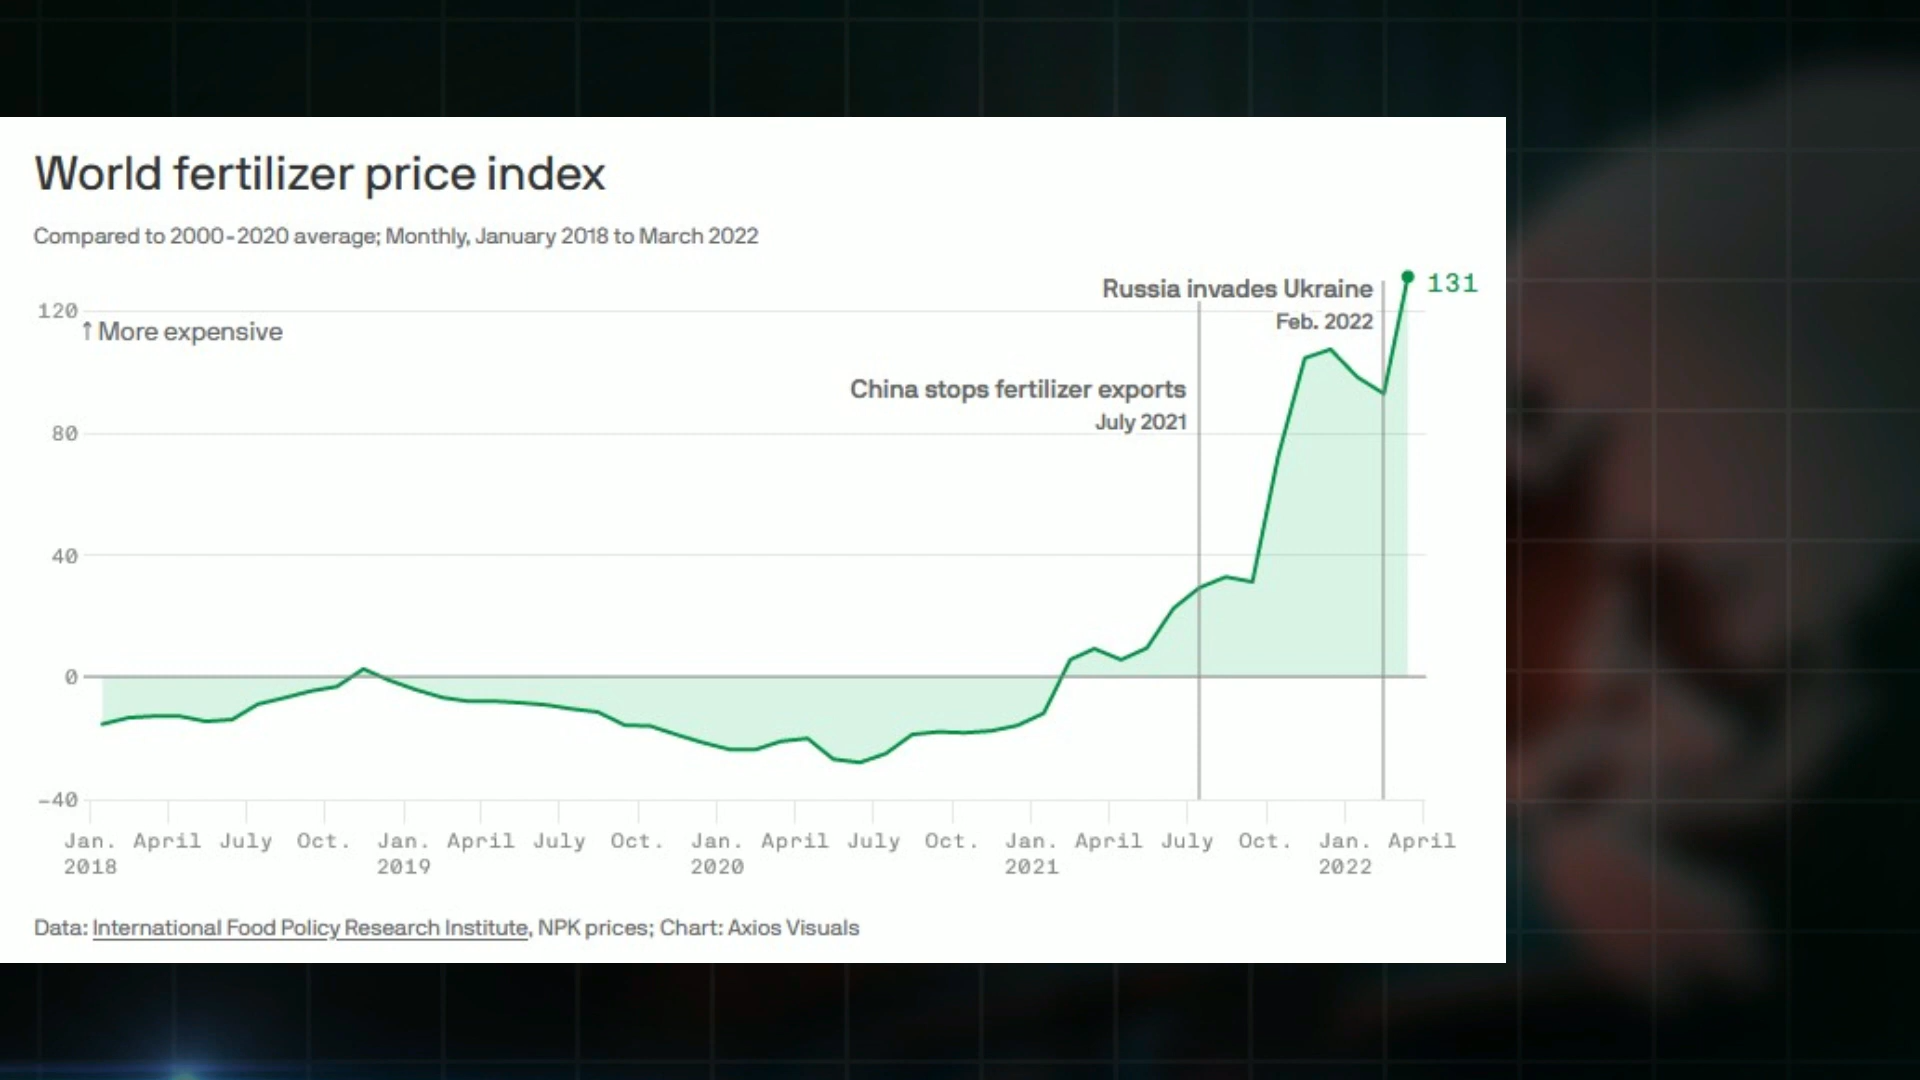 World fertilizer price index
Compared to 2000-2020 average; Monthly, January 2018 to March 2022
131
Russia invades Ukraine
Feb. 2022
120
↑ More expensive
China stops fertilizer exports
July 2021
80
40
0
-40
Jan. April July Oct. Jan. April July Oct. Jan. April July Oct. Jan. April July Oct. Jan. April
2018 2019 2020 2021 2022
Data: International Food Policy Research Institute, NPK prices; Chart: Axios Visuals